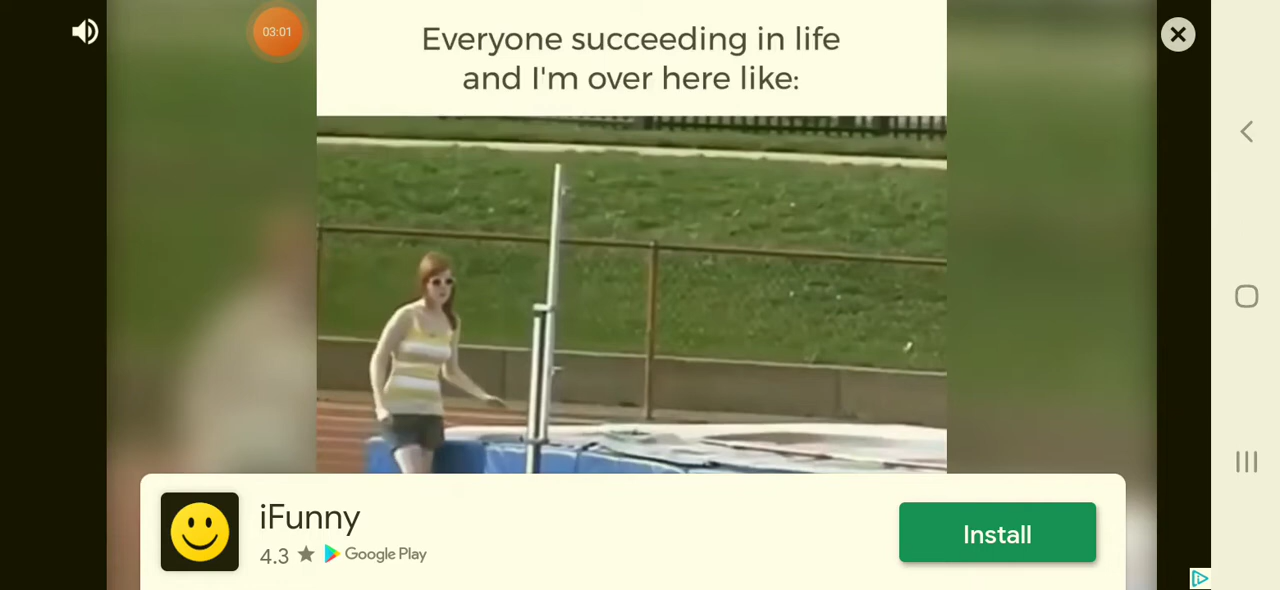 03:01
Everyone succeeding in life
and I'm over here like:
iFunny
4.3 ★ Google Play
Install